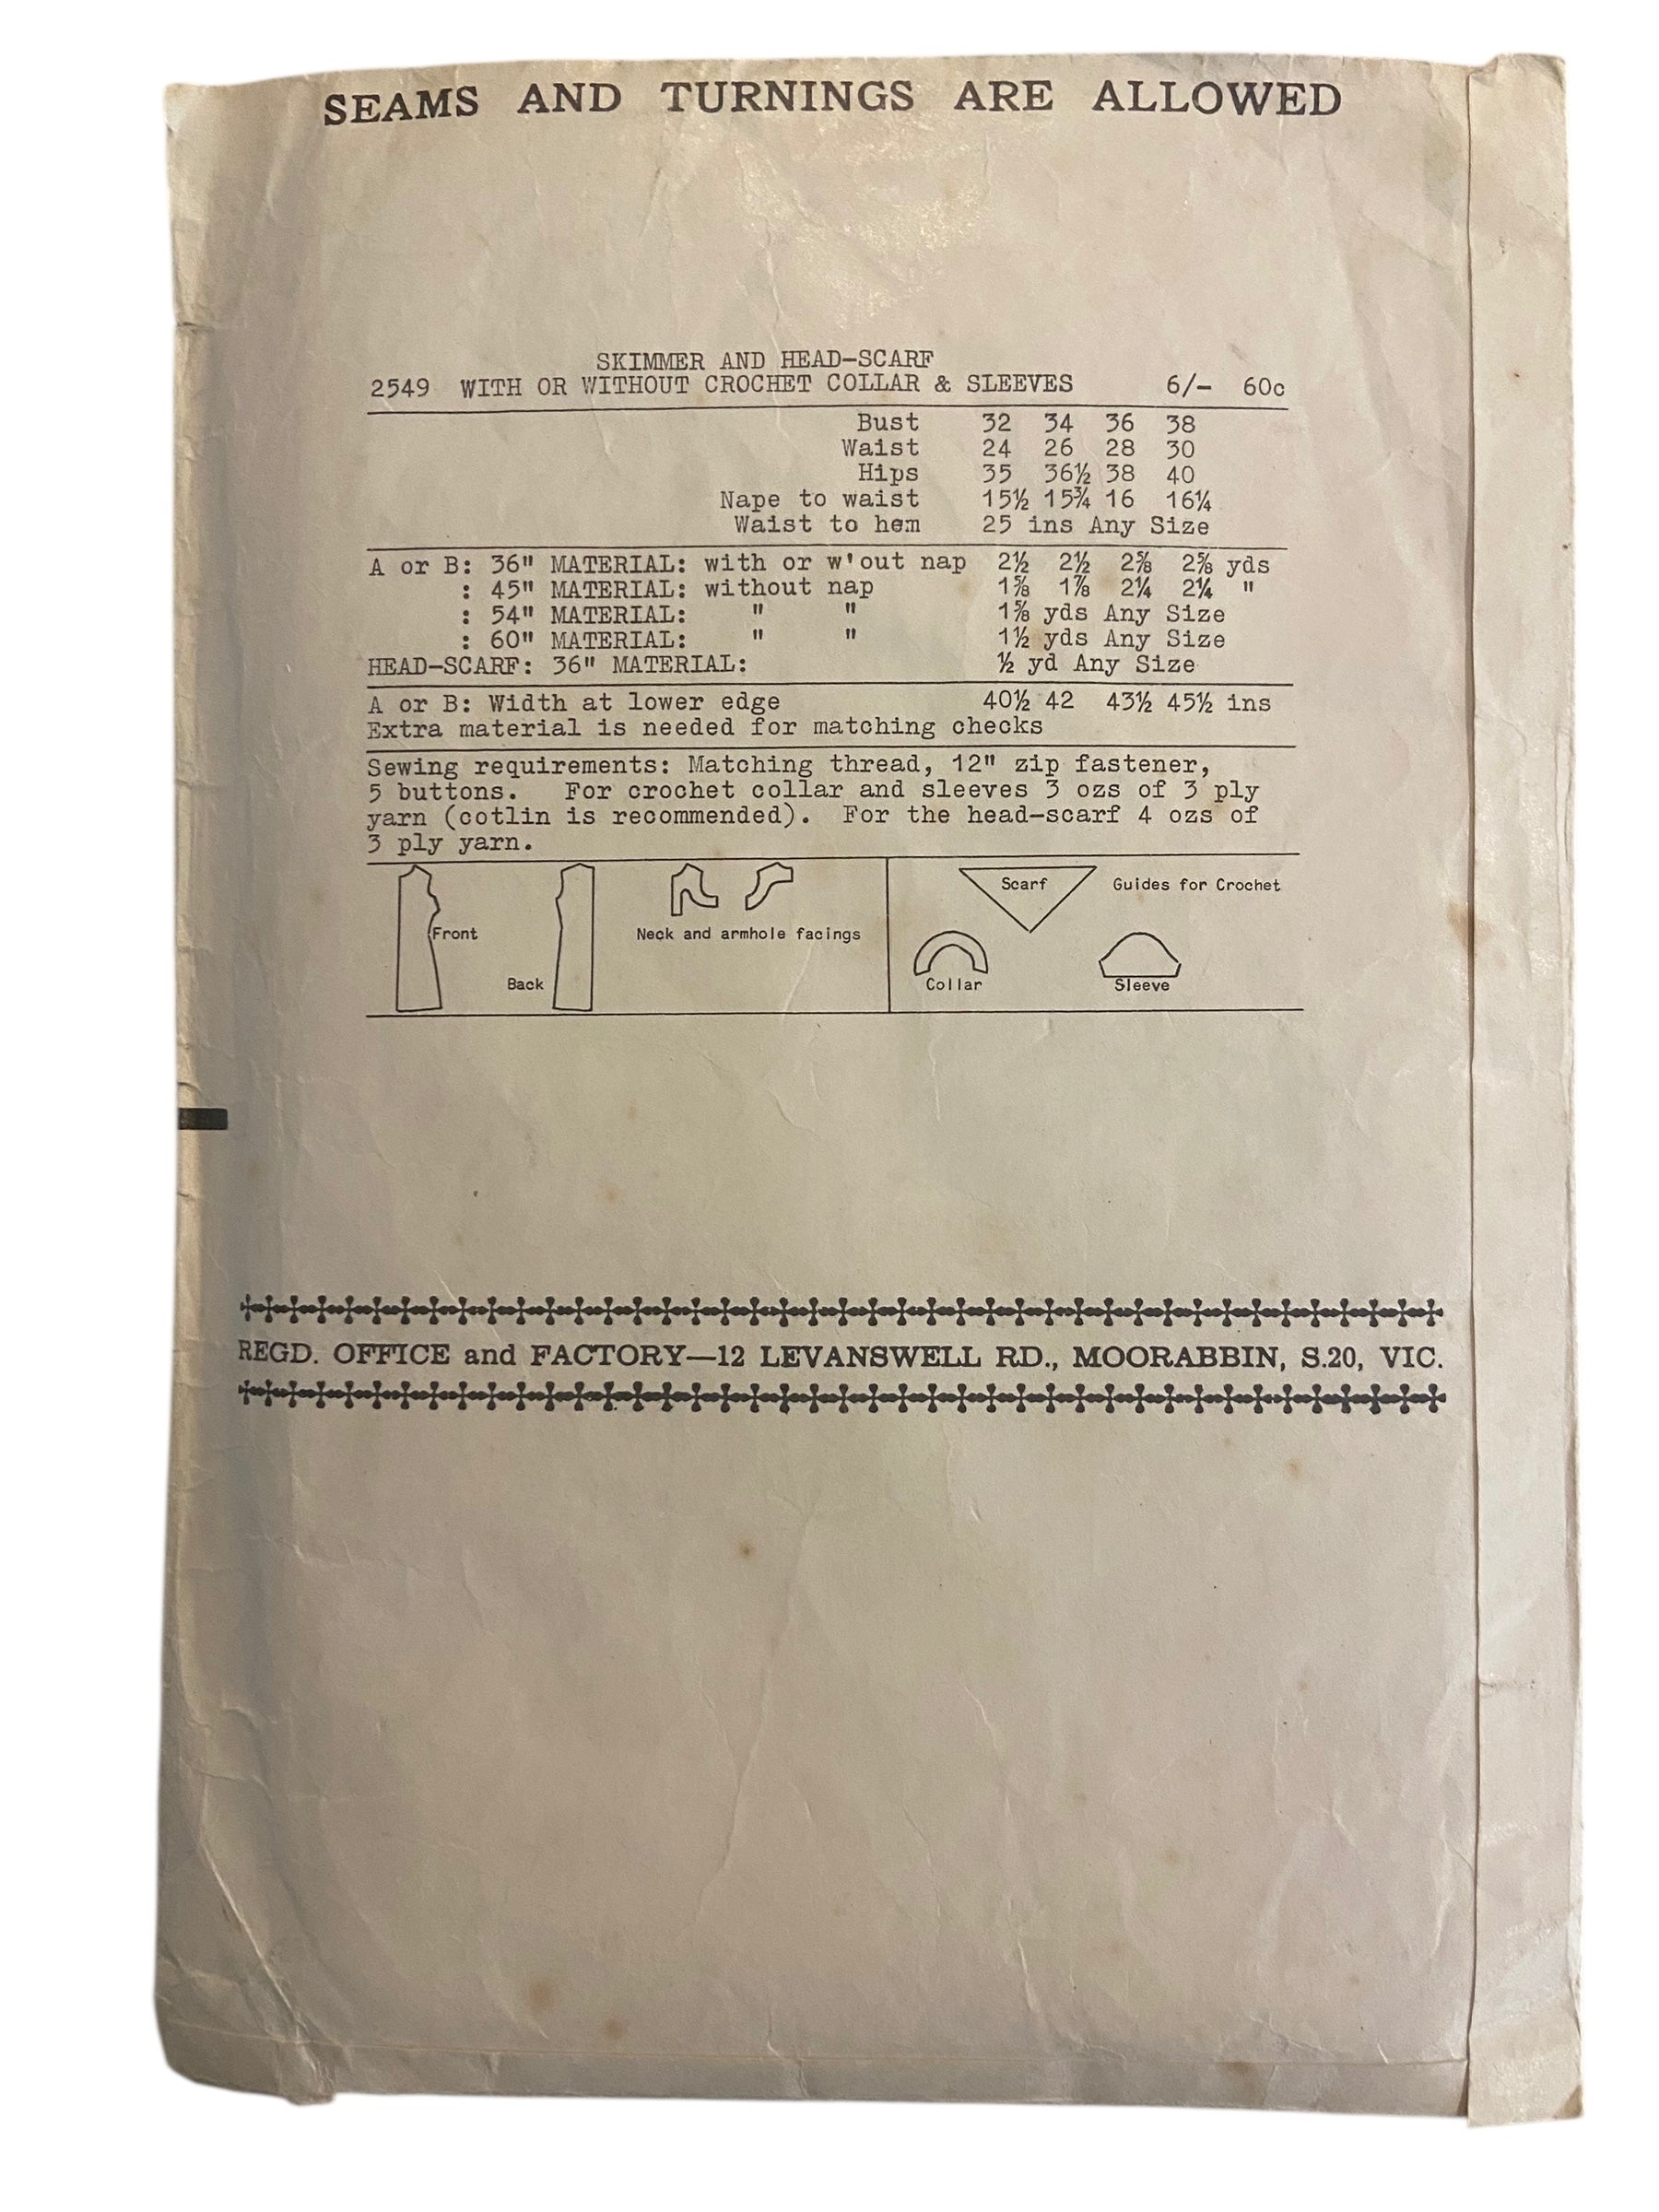 SEAMS AND TURNINGS ARE ALLOWED
SKIMMER AND HEAD-SCARF
2549 WITH OR WITHOUT CROCHET COLLAR & SLEEVES 6/- 60c
Bust 32 34 36 38
Waist 24 26 28 30
Hips 35 36½ 38 40
Nape to waist 15½ 15¾ 16 16¼
Waist to hem 25 ins Any Size
A or B: 36" MATERIAL: with or w'out nap 2½ 2½ 2⅝ 2⅝ yds
: 45" MATERIAL: without nap 1⅝ 1⅞ 2¼ 2¼ "
: 54" MATERIAL: " " 1⅝ yds Any Size
: 60" MATERIAL: " " 1½ yds Any Size
HEAD-SCARF: 36" MATERIAL: ½ yd Any Size
A or B: Width at lower edge 40½ 42 43½ 45½ ins
Extra material is needed for matching checks
Sewing requirements: Matching thread, 12" zip fastener,
5 buttons. For crochet collar and sleeves 3 ozs of 3 ply
yarn (cotlin is recommended). For the head-scarf 4 ozs of
3 ply yarn.
Front
Back
Neck and armhole facings
Scarf
Guides for Crochet
Collar
Sleeve
REGD. OFFICE and FACTORY—12 LEVANSWELL RD., MOORABBIN, S.20, VIC.